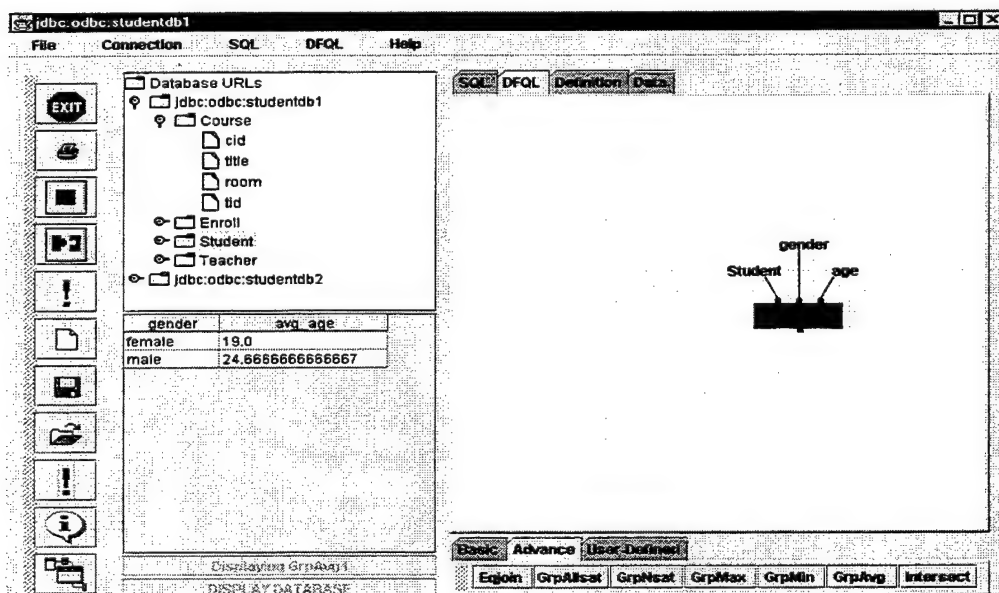 jdbc:odbc:studentdb1
File Connection SQL DFQL Help
EXIT
Database URLs
jdbc:odbc:studentdb1
Course
cid
title
room
tid
Enroll
Student
Teacher
jdbc:odbc:studentdb2
gender avg_age
female 19.0
male 24.6666666666667
Displaying GrpAvg1
DISPLAY DATABASE
SQL DFQL Definition Data
gender
Student age
Basic Advance User-Defined
Eqjoin GrpAllsat GrpNsat GrpMax GrpMin GrpAvg Intersect